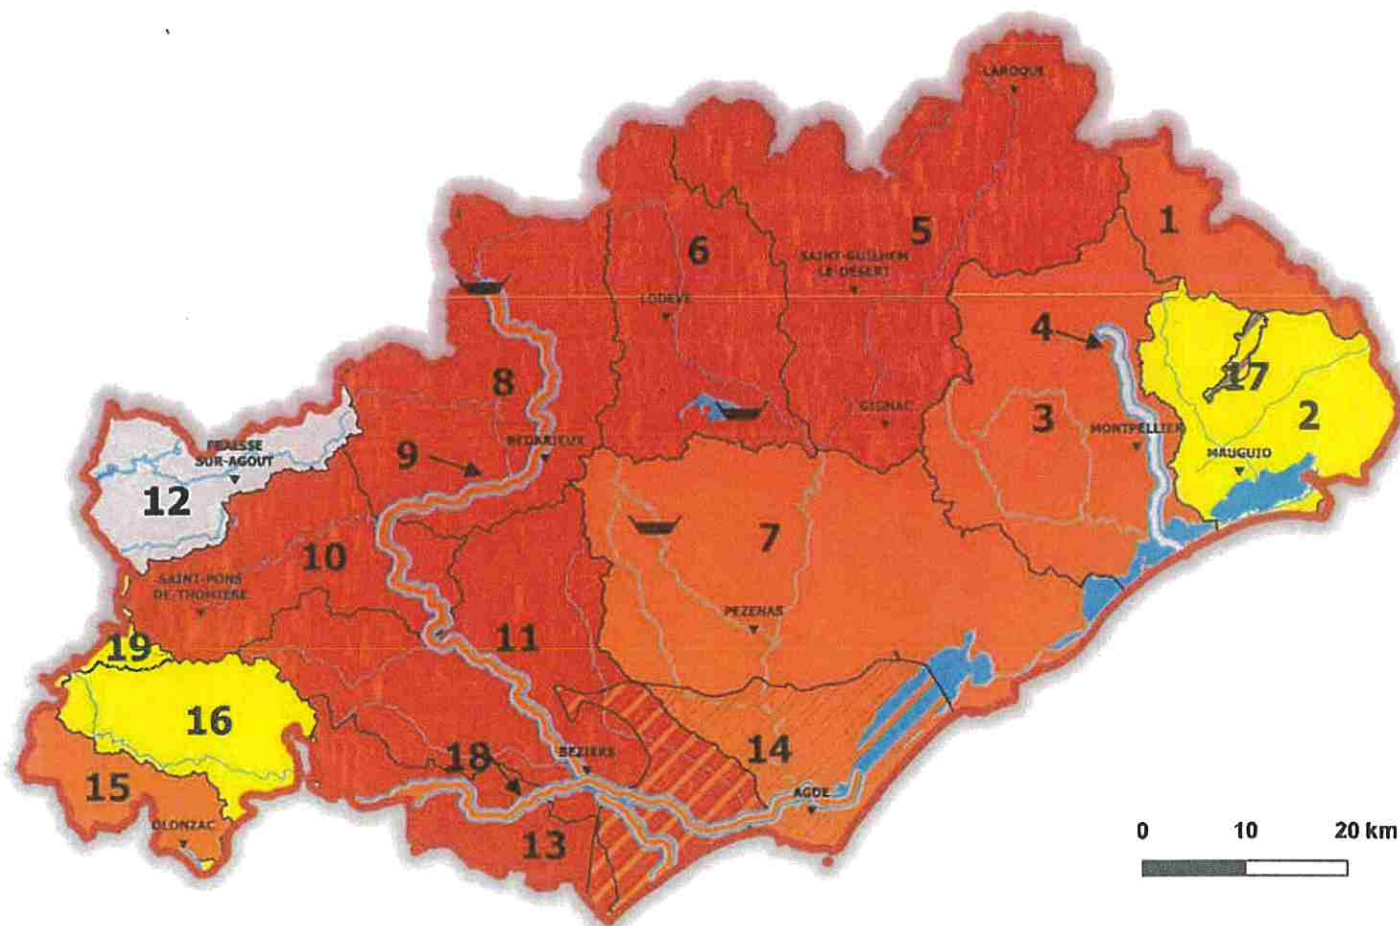 LAROQUE
1
5
6
SAINT-GUILHEM
LE-DESERT
LODEVE
4
17
8
GIGNAC
3
2
MONTPELLIER
BEDARIEUX
FRAISSE
SUR-AGOUT
9
MAUGUIO
12
7
10
SAINT-PONS
DE-THOMIERE
PEZENAS
11
19
16
14
18
BEZIERS
15
AGDE
OLONZAC
13
0 10 20 km